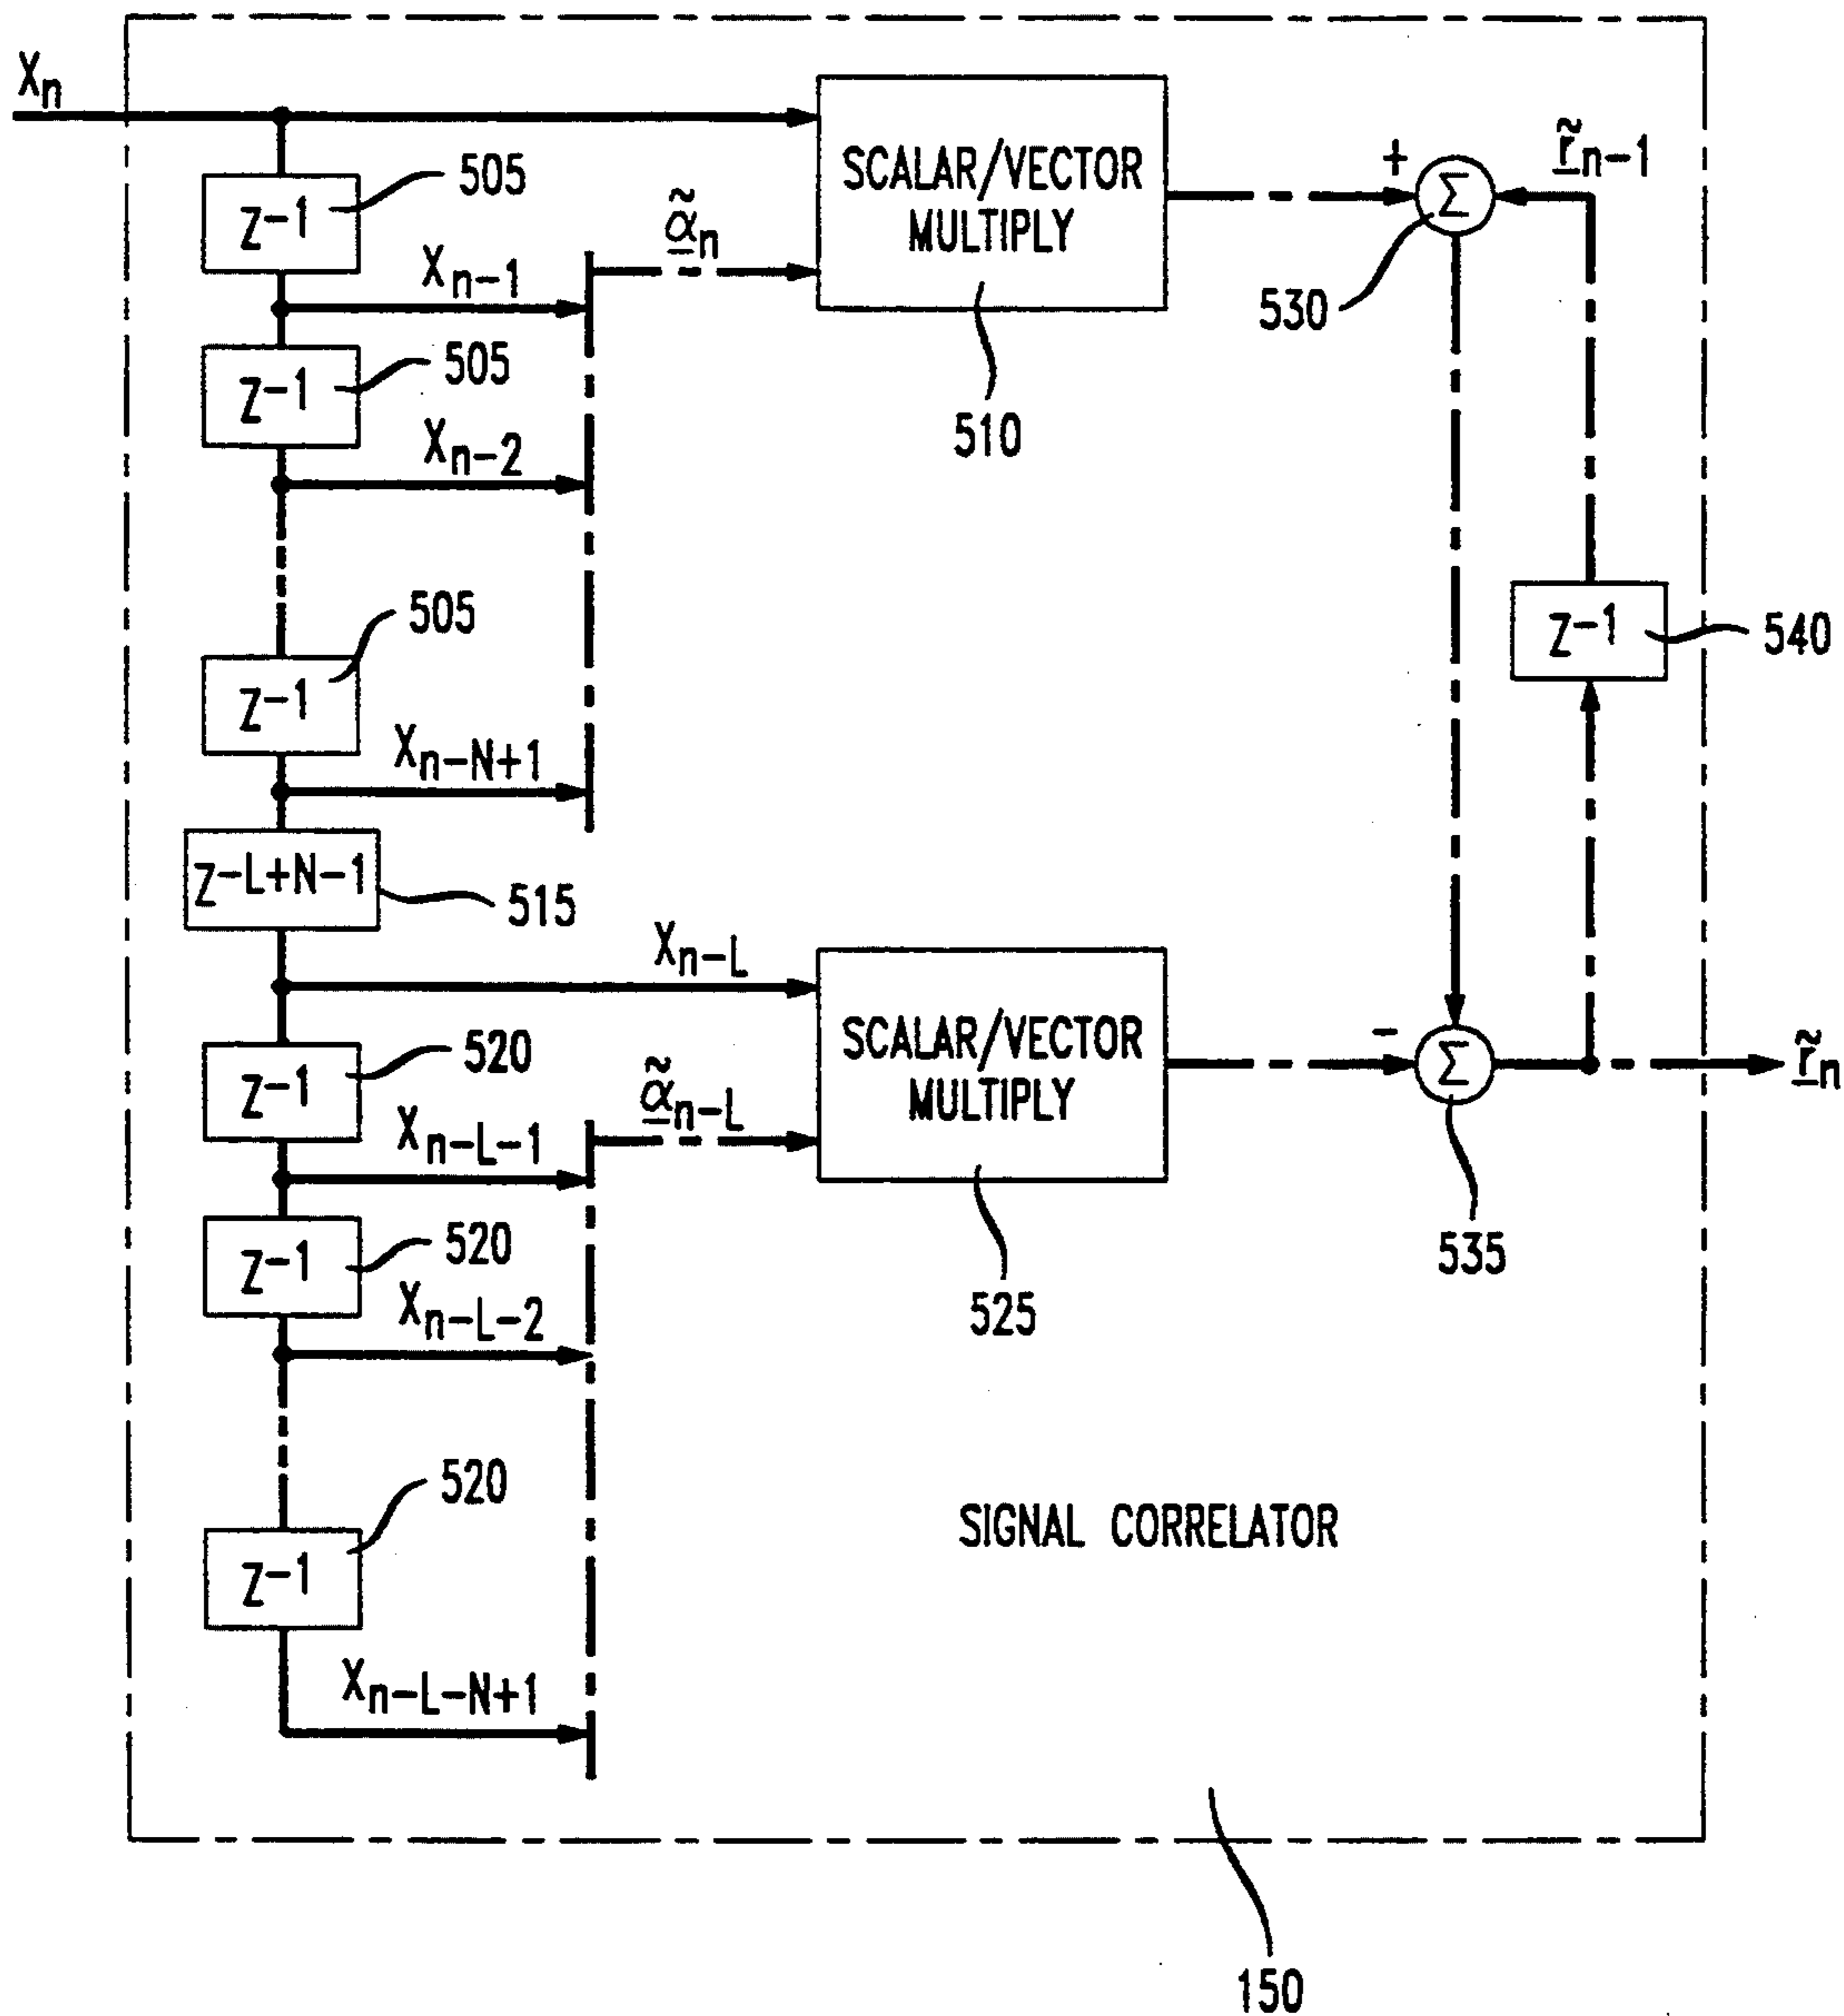 Xn
505
Z–1
SCALAR/VECTOR
MULTIPLY
510
+
Σ
530
r̰̃n–1
α̲̃n
Xn–1
505
Z–1
Xn–2
505
Z–1
Xn–N+1
Z–1
540
Z–L+N–1
515
Xn–L
SCALAR/VECTOR
MULTIPLY
525
–
Σ
535
r̲̃n
520
Z–1
α̲̃n–L
Xn–L–1
520
Z–1
Xn–L–2
520
Z–1
Xn–L–N+1
SIGNAL CORRELATOR
150